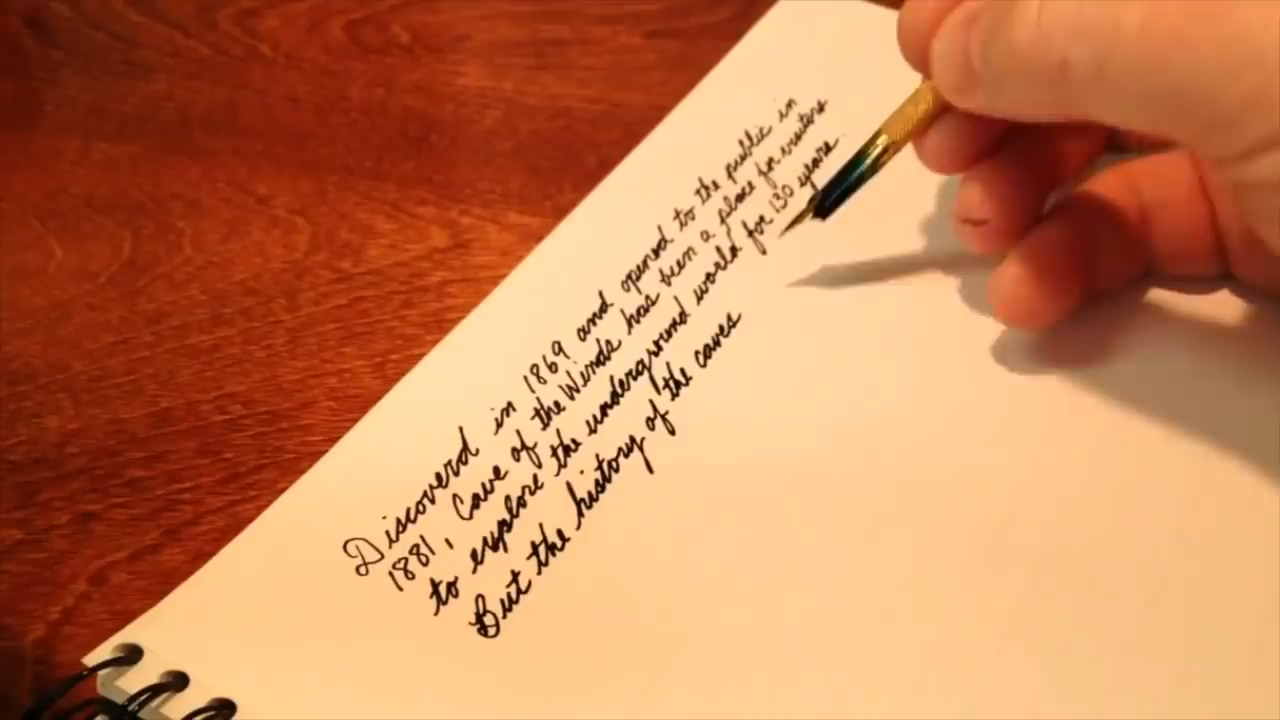 Discoverd in 1869 and opened to the public in
1881, Cave of the Winds has been a place for visitors
to explore the underground world for 130 years
But the history of the caves